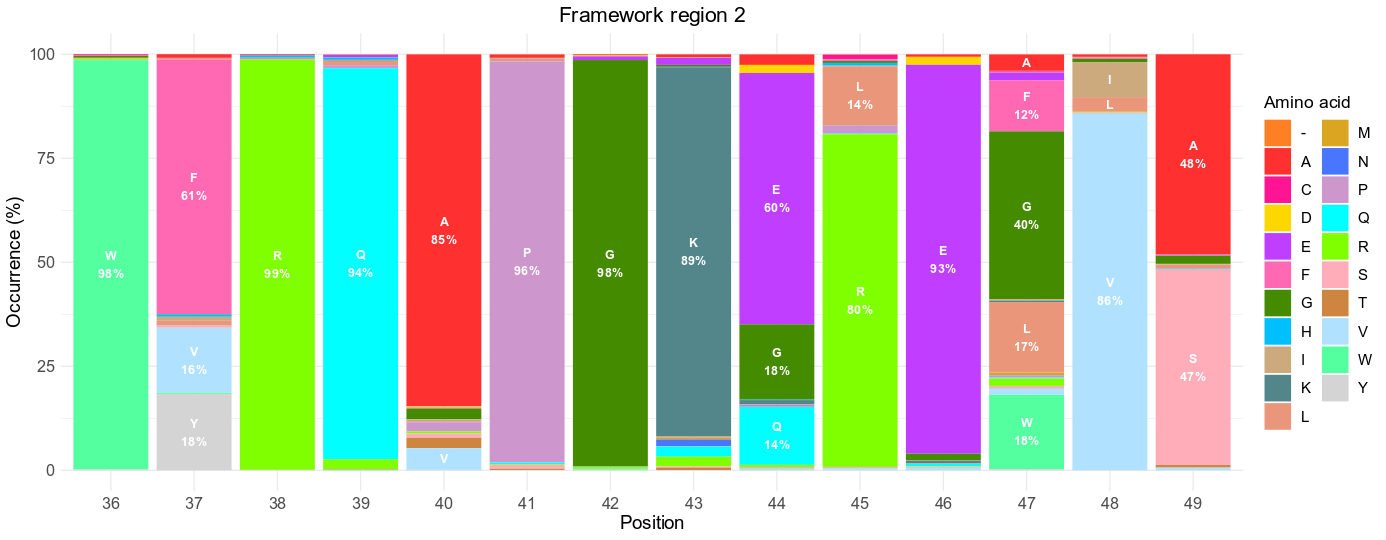 Framework region 2
Occurrence (%)
100
75
50
25
0
W
98%
F
61%
V
16%
Y
18%
R
99%
Q
94%
A
85%
V
P
96%
G
98%
K
89%
E
60%
G
18%
Q
14%
L
14%
R
80%
E
93%
A
F
12%
G
40%
L
17%
W
18%
I
L
V
86%
A
48%
S
47%
36 37 38 39 40 41 42 43 44 45 46 47 48 49
Position
Amino acid
- M
A N
C P
D Q
E R
F S
G T
H V
I W
K Y
L